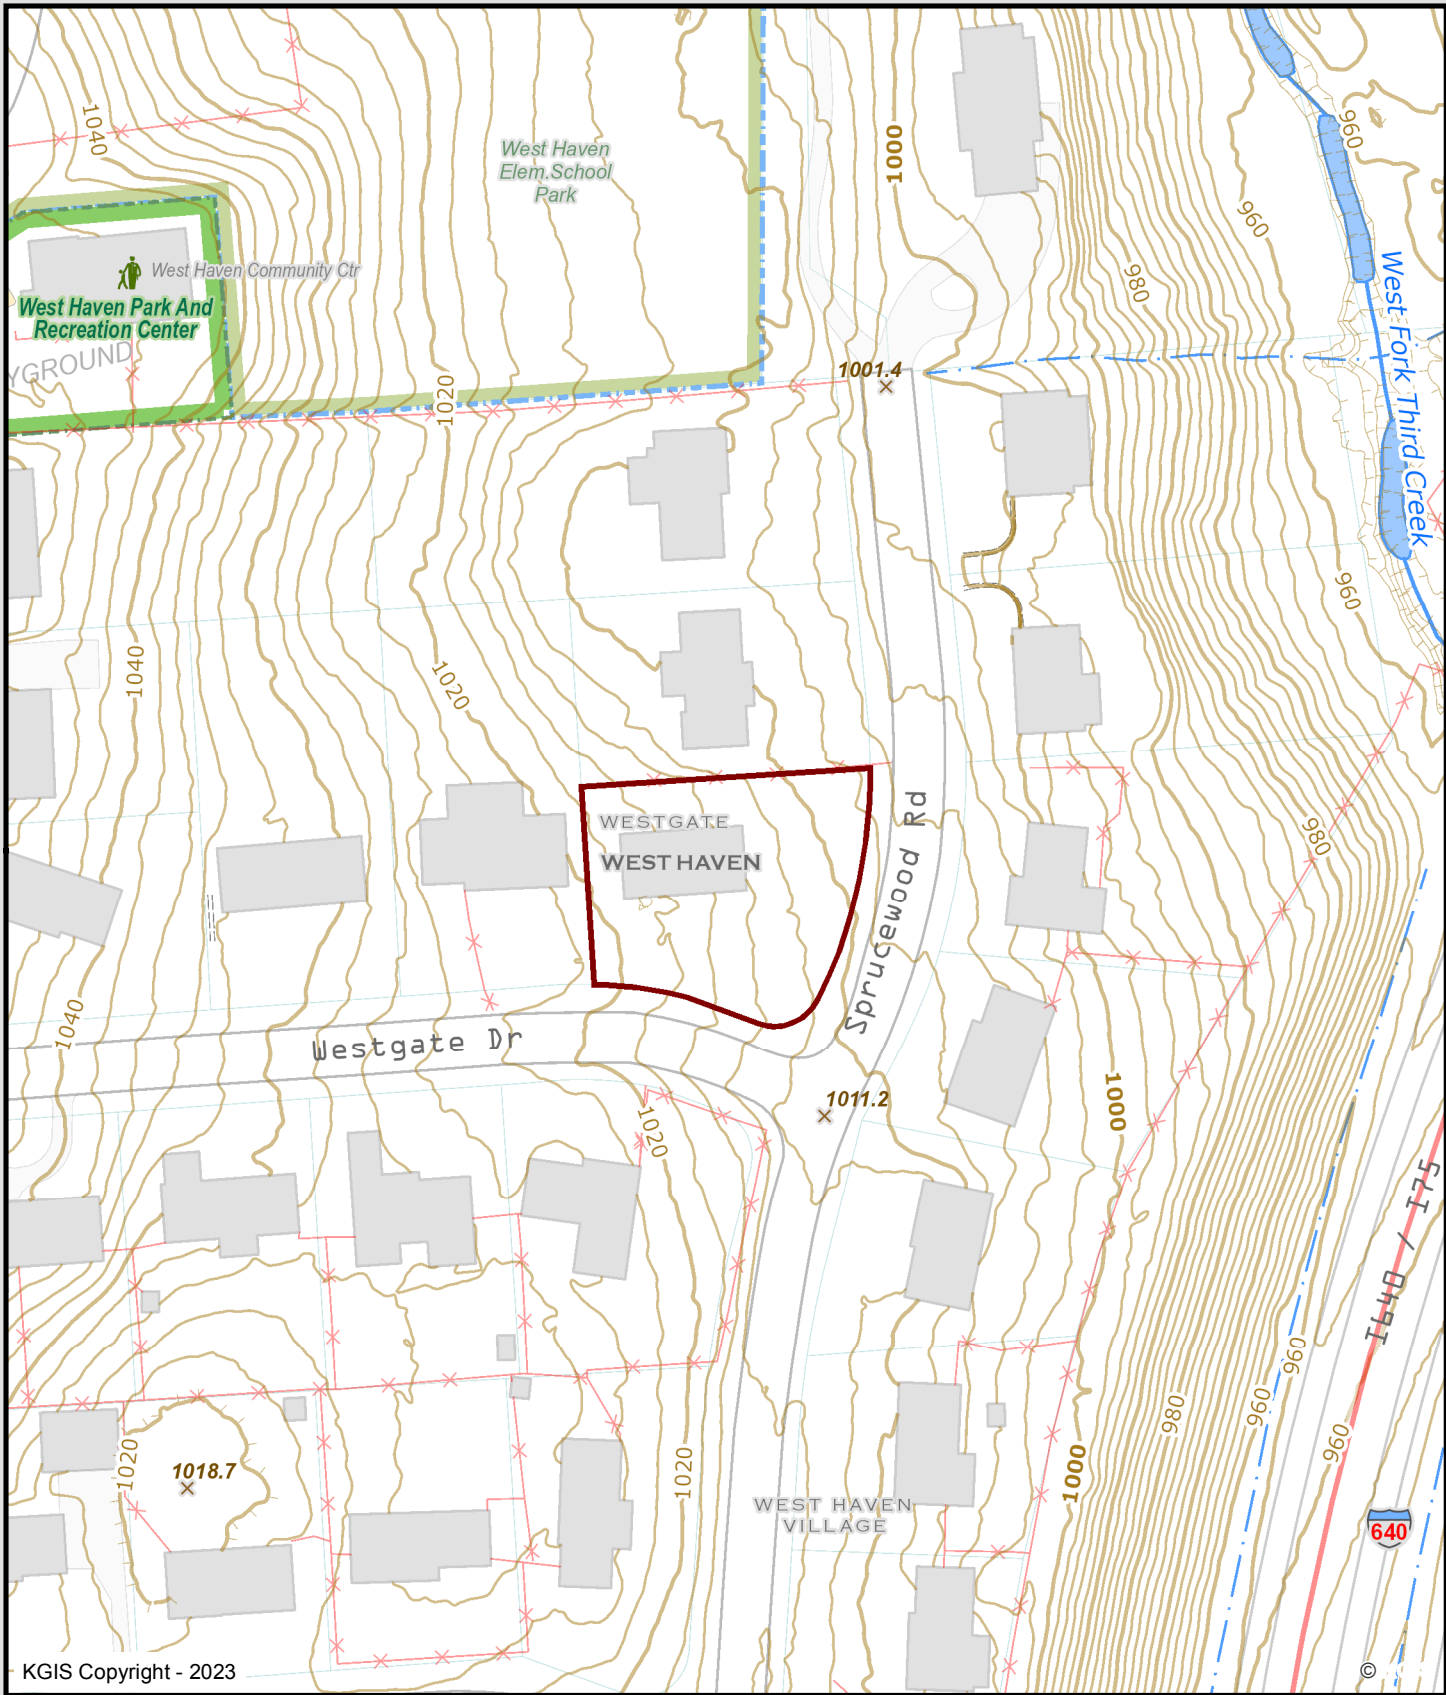 1040
West Haven
Elem.School
Park
1000
960
960
980
West Haven Community Ctr
West Haven Park And
Recreation Center
YGROUND
1020
1001.4
West Fork Third Creek
960
1040
1020
WESTGATE
WEST HAVEN
Sprucewood Rd
980
1040
Westgate Dr
1011.2
1020
1000
I640 / I75
960
960
980
960
1020
1018.7
1020
1000
WEST HAVEN
VILLAGE
640
KGIS Copyright - 2023
©